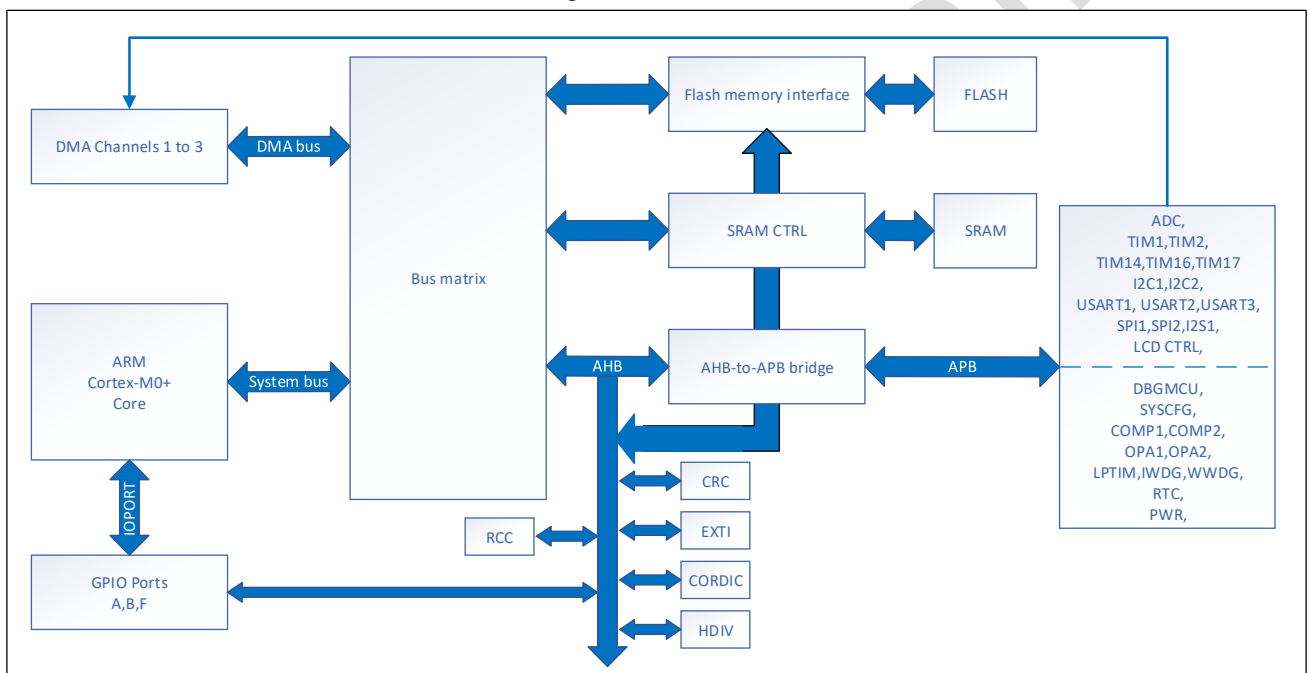 DMA Channels 1 to 3
DMA bus
Bus matrix
Flash memory interface
FLASH
SRAM CTRL
SRAM
ARM
Cortex-M0+
Core
System bus
AHB
AHB-to-APB bridge
APB
ADC,
TIM1,TIM2,
TIM14,TIM16,TIM17
I2C1,I2C2,
USART1, USART2,USART3,
SPI1,SPI2,I2S1,
LCD CTRL,
DBGMCU,
SYSCFG,
COMP1,COMP2,
OPA1,OPA2,
LPTIM,IWDG,WWDG,
RTC,
PWR,
IOPORT
GPIO Ports
A,B,F
RCC
CRC
EXTI
CORDIC
HDIV